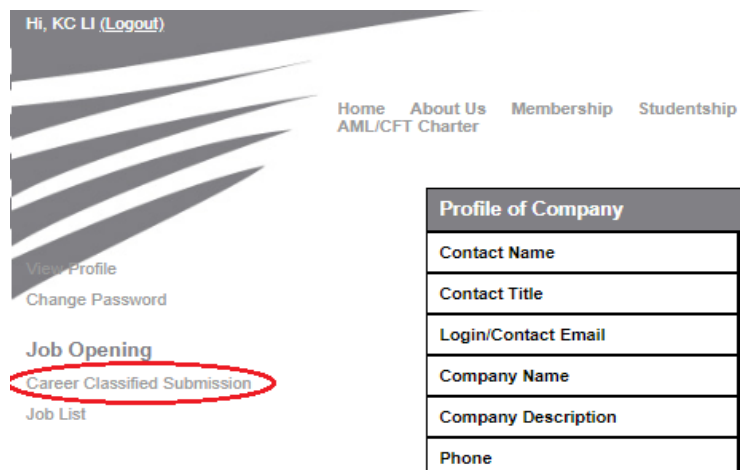 Hi, KC LI (Logout)
Home About Us Membership Studentship
AML/CFT Charter
View Profile
Change Password
Job Opening
Career Classified Submission
Job List
Profile of Company
Contact Name
Contact Title
Login/Contact Email
Company Name
Company Description
Phone